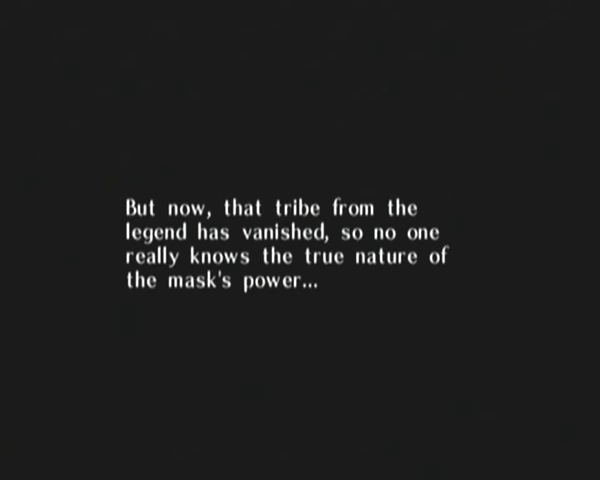 But now, that tribe from the
legend has vanished, so no one
really knows the true nature of
the mask's power...